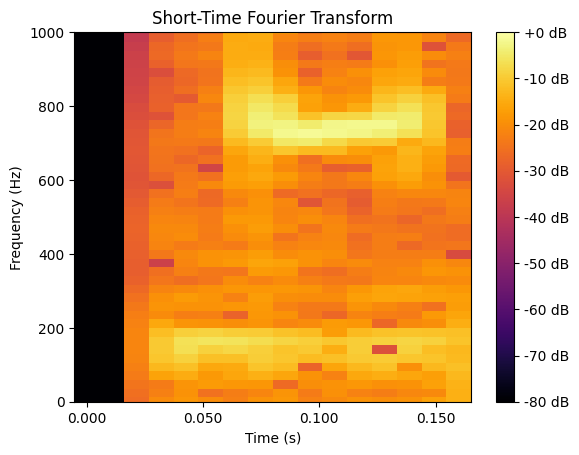 Short-Time Fourier Transform
1000
800
600
400
200
0
Frequency (Hz)
0.000
0.050
0.100
0.150
Time (s)
+0 dB
-10 dB
-20 dB
-30 dB
-40 dB
-50 dB
-60 dB
-70 dB
-80 dB